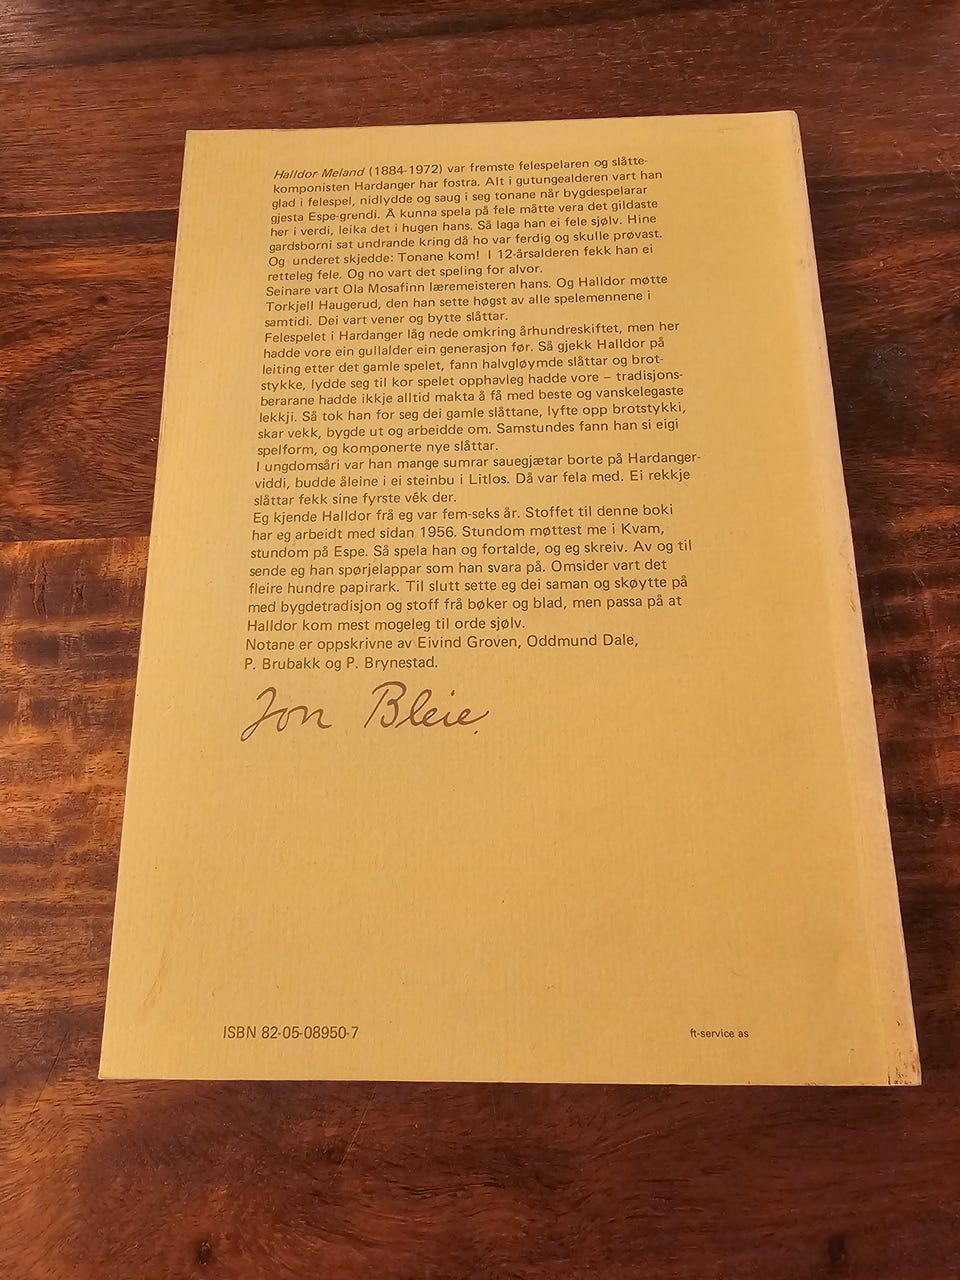 Halldor Meland (1884-1972) var fremste felespelaren og slåtte-
komponisten Hardanger har fostra. Alt i gutungealderen vart han
glad i felespel, nidlydde og saug i seg tonane når bygdespelarar
gjesta Espe-grendi. Å kunna spela på fele måtte vera det gildaste
her i verdi, leika det i hugen hans. Så laga han ei fele sjølv. Hine
gardsborni sat undrande kring då ho var ferdig og skulle prøvast.
Og underet skjedde: Tonane kom! I 12-årsalderen fekk han ei
retteleg fele. Og no vart det speling for alvor.
Seinare vart Ola Mosafinn læremeisteren hans. Og Halldor møtte
Torkjell Haugerud, den han sette høgst av alle spelemennene i
samtidi. Dei vart vener og bytte slåttar.
Felespelet i Hardanger låg nede omkring århundreskiftet, men her
hadde vore ein gullalder ein generasjon før. Så gjekk Halldor på
leiting etter det gamle spelet, fann halvgløymde slåttar og brot-
stykke, lydde seg til kor spelet opphavleg hadde vore – tradisjons-
berarane hadde ikkje alltid makta å få med beste og vanskelegaste
lekkji. Så tok han for seg dei gamle slåttane, lyfte opp brotstykki,
skar vekk, bygde ut og arbeidde om. Samstundes fann han si eigi
spelform, og komponerte nye slåttar.
I ungdomsåri var han mange sumrar sauegjætar borte på Hardanger-
viddi, budde åleine i ei steinbu i Litlos. Då var fela med. Ei rekkje
slåttar fekk sine fyrste vék der.
Eg kjende Halldor frå eg var fem-seks år. Stoffet til denne boki
har eg arbeidt med sidan 1956. Stundom møttest me i Kvam,
stundom på Espe. Så spela han og fortalde, og eg skreiv. Av og til
sende eg han spørjelappar som han svara på. Omsider vart det
fleire hundre papirark. Til slutt sette eg dei saman og skøytte på
med bygdetradisjon og stoff frå bøker og blad, men passa på at
Halldor kom mest mogeleg til orde sjølv.
Notane er oppskrivne av Eivind Groven, Oddmund Dale,
P. Brubakk og P. Brynestad.
Jon Bleie.
ISBN 82-05-08950-7
ft-service as